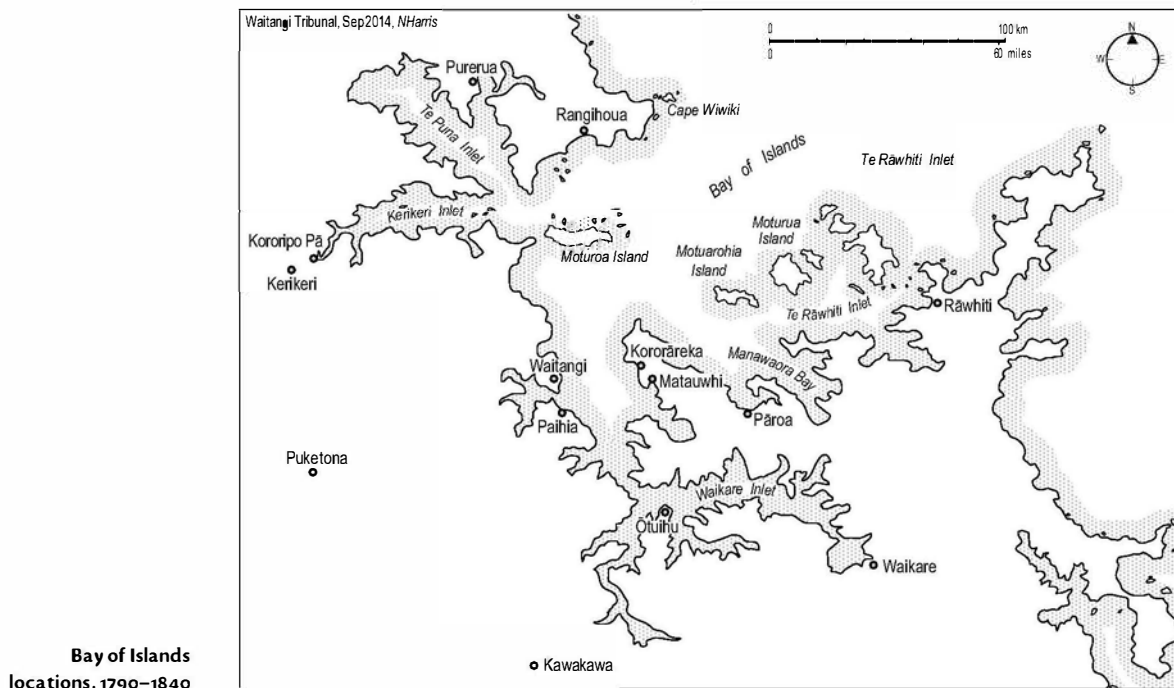 Waitangi Tribunal, Sep2014, NHarris
0
100 km
0
60 miles
N
W
E
S
Purerua
Te Puna Inlet
Rangihoua
Cape Wiwiki
Bay of Islands
Te Rāwhiti Inlet
Kerikeri Inlet
Kororipo Pā
Kerikeri
Moturoa Island
Moturua
Island
Motuarohia
Island
Te Rāwhiti Inlet
Rāwhiti
Waitangi
Kororāreka
Matauwhi
Manawaora Bay
Paihia
Pāroa
Puketona
Waikare Inlet
Ōtuihu
Waikare
Kawakawa
Bay of Islands
locations, 1790–1840